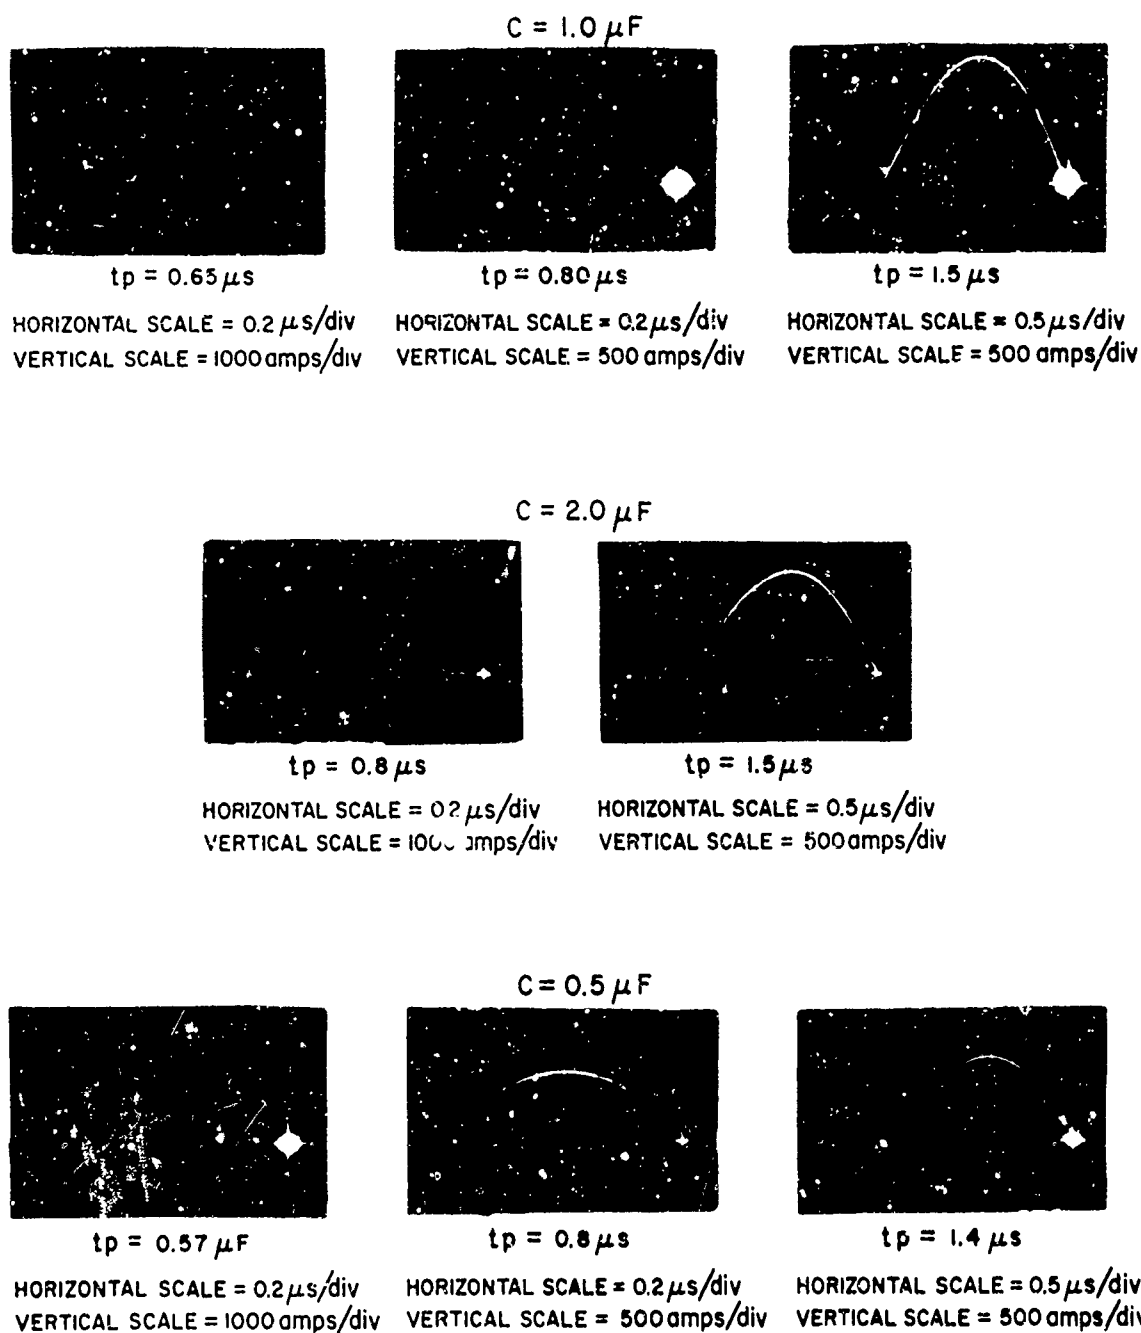 C = 1.0 μF
tp = 0.65 μs
HORIZONTAL SCALE = 0.2 μs/div
VERTICAL SCALE = 1000 amps/div
tp = 0.80 μs
HORIZONTAL SCALE = 0.2 μs/div
VERTICAL SCALE = 500 amps/div
tp = 1.5 μs
HORIZONTAL SCALE = 0.5 μs/div
VERTICAL SCALE = 500 amps/div
C = 2.0 μF
tp = 0.8 μs
HORIZONTAL SCALE = 0 2 μs/div
VERTICAL SCALE = amps/div
tp = 1.5 μs
HORIZONTAL SCALE = 0.5 μs/div
VERTICAL SCALE = 500 amps/div
C = 0.5 μF
tp = 0.57 μF
HORIZONTAL SCALE = 0.2 μs/div
VERTICAL SCALE = 1000 amps/div
tp = 0.8 μs
HORIZONTAL SCALE = 0.2 μs/div
VERTICAL SCALE = 500 amps/div
tp = 1.4 μs
HORIZONTAL SCALE = 0.5 μs/div
VERTICAL SCALE = 500 amps/div